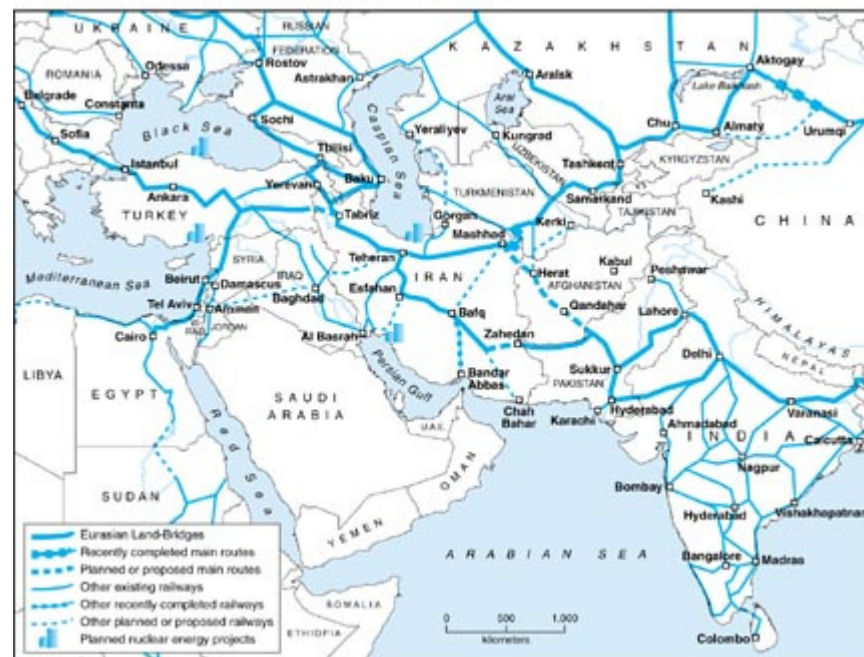 UKRAINE
RUSSIAN
FEDERATION
KAZAKHSTAN
ROMANIA
Odessa
Rostov
Astrakhan
Aralsk
Aktogay
Lake Balkhash
Belgrade
Constanta
Aral
Sea
Sofia
Black Sea
Sochi
Caspian
Sea
Yeraliyev
Kungrad
Chu
Almaty
Urumqi
Istanbul
Tbilisi
UZBEKISTAN
Tashkent
KYRGYZSTAN
Ankara
Yerevan
Baku
TURKMENISTAN
Samarkand
Kashi
TURKEY
Tabriz
Gorgan
Kerki
TAJIKISTAN
CHINA
Mashhad
SYRIA
Teheran
Kabul
Mediterranean Sea
Beirut
Damascus
IRAQ
IRAN
Herat
Peshawar
AFGHANISTAN
Baghdad
Esfahan
Tel Aviv
JORDAN
Bafq
Qandahar
Lahore
HIMALAYAS
Cairo
Al Basrah
Zahedan
Delhi
NEPAL
LIBYA
EGYPT
SAUDI
ARABIA
Persian Gulf
Bandar
Abbas
PAKISTAN
Sukkur
U.A.E.
Chah
Bahar
Karachi
Hyderabad
Varanasi
Ahmadabad
INDIA
Calcutta
Red Sea
OMAN
Nagpur
SUDAN
Bombay
YEMEN
Hyderabad
Vishakhapatnam
ARABIAN SEA
Bangalore
Madras
SOMALIA
ETHIOPIA
Colombo
0 500 1,000
kilometers
Eurasian Land-Bridges
Recently completed main routes
Planned or proposed main routes
Other existing railways
Other recently completed railways
Other planned or proposed railways
Planned nuclear energy projects